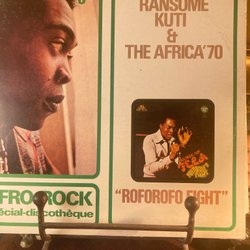 RANSOME
KUTI
&
THE AFRICA'70
FRO-ROCK
écial-discothèque
"ROFOROFO FIGHT"